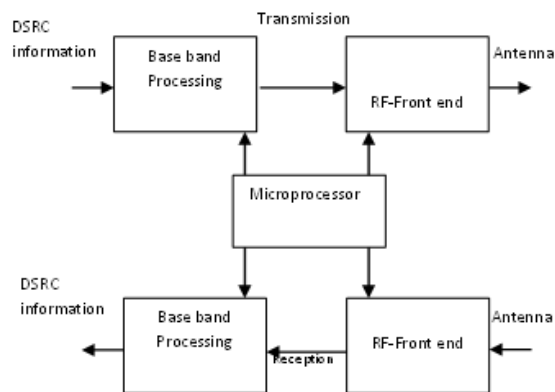 Transmission
DSRC
information
Base band
Processing
RF-Front end
Antenna
Microprocessor
DSRC
information
Base band
Processing
Reception
RF-Front end
Antenna